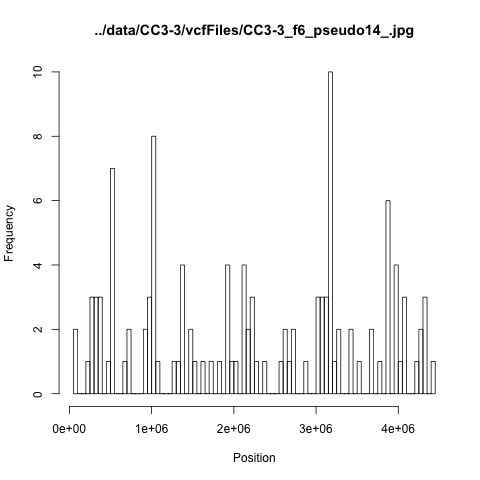 ../data/CC3-3/vcfFiles/CC3-3_f6_pseudo14_.jpg
10
8
6
4
2
0
Frequency
0e+00 1e+06 2e+06 3e+06 4e+06
Position